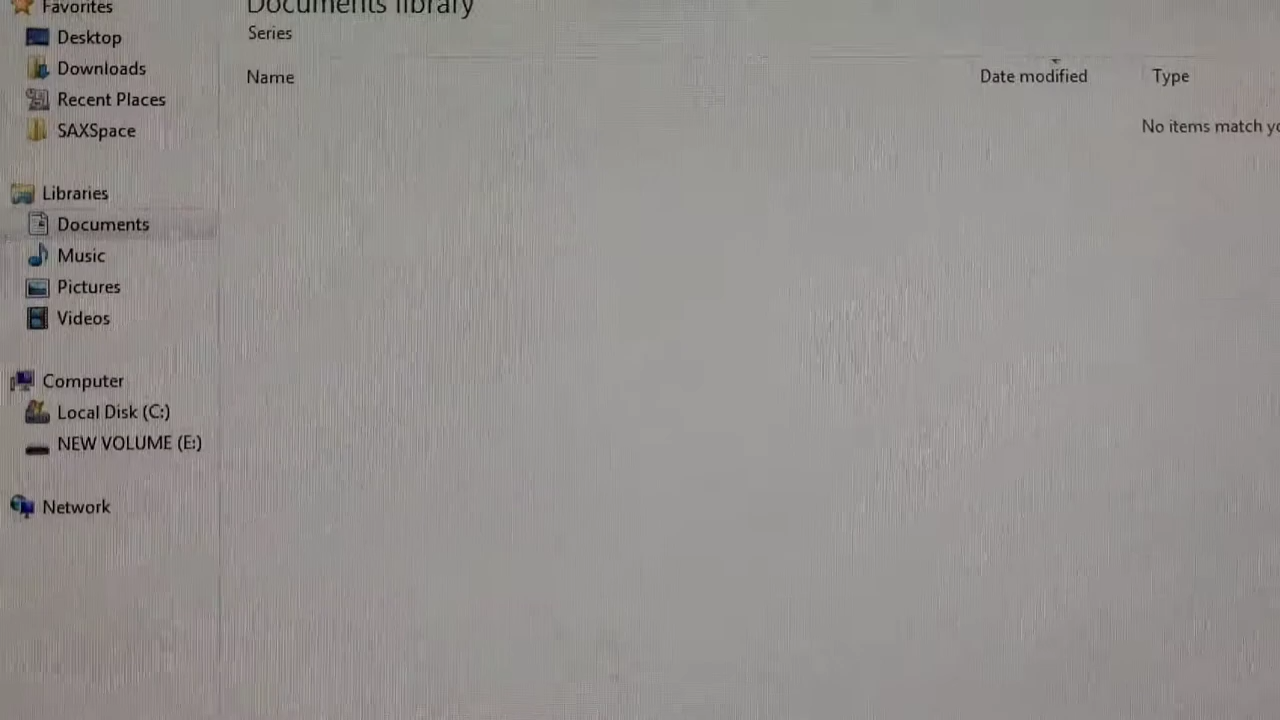 Favorites
Desktop
Downloads
Recent Places
SAXSpace
Libraries
Documents
Music
Pictures
Videos
Computer
Local Disk (C:)
NEW VOLUME (E:)
Network
Documents library
Series
Name Date modified Type
No items match